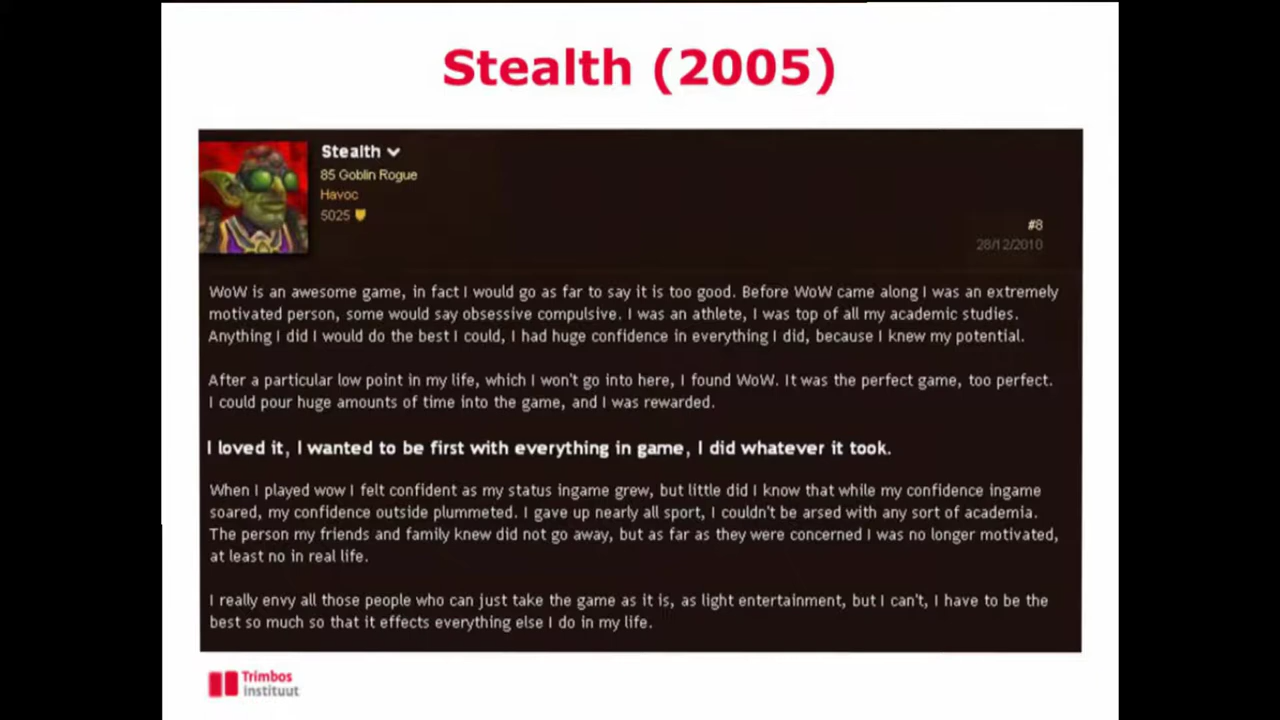 Stealth (2005)
Stealth
85 Goblin Rogue
Havoc
5025
#8
28/12/2010
WoW is an awesome game, in fact I would go as far to say it is too good. Before WoW came along I was an extremely
motivated person, some would say obsessive compulsive. I was an athlete, I was top of all my academic studies.
Anything I did I would do the best I could, I had huge confidence in everything I did, because I knew my potential.
After a particular low point in my life, which I won't go into here, I found WoW. It was the perfect game, too perfect.
I could pour huge amounts of time into the game, and I was rewarded.
I loved it, I wanted to be first with everything in game, I did whatever it took.
When I played wow I felt confident as my status ingame grew, but little did I know that while my confidence ingame
soared, my confidence outside plummeted. I gave up nearly all sport, I couldn't be arsed with any sort of academia.
The person my friends and family knew did not go away, but as far as they were concerned I was no longer motivated,
at least no in real life.
I really envy all those people who can just take the game as it is, as light entertainment, but I can't, I have to be the
best so much so that it effects everything else I do in my life.
Trimbos
instituut